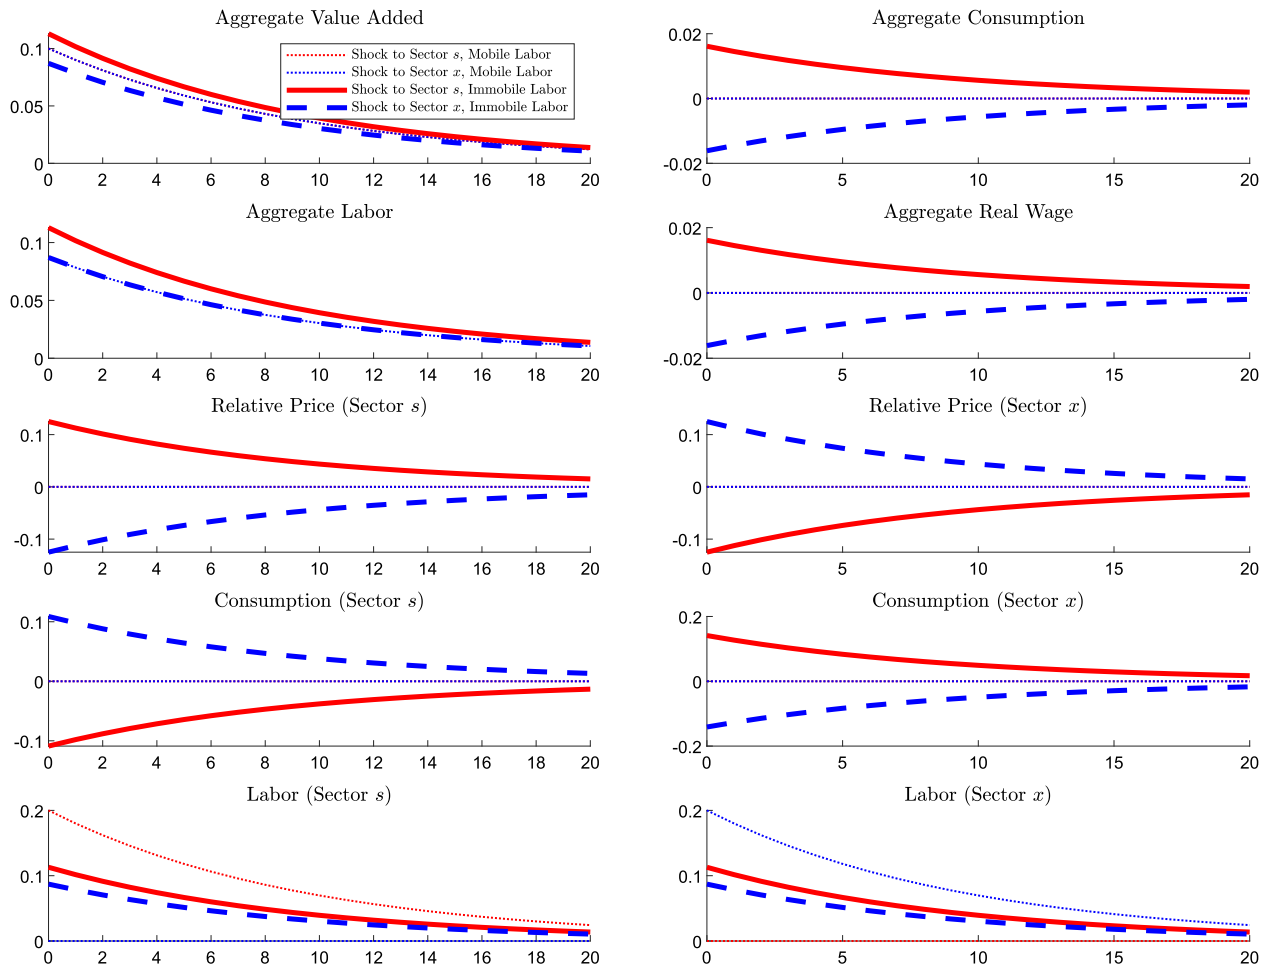 Aggregate Value Added
0.1
0.05
0
0 2 4 6 8 10 12 14 16 18 20
Shock to Sector s, Mobile Labor
Shock to Sector x, Mobile Labor
Shock to Sector s, Immobile Labor
Shock to Sector x, Immobile Labor
Aggregate Consumption
0.02
0
-0.02
0 5 10 15 20
Aggregate Labor
0.1
0.05
0
0 2 4 6 8 10 12 14 16 18 20
Aggregate Real Wage
0.02
0
-0.02
0 5 10 15 20
Relative Price (Sector s)
0.1
0
-0.1
0 2 4 6 8 10 12 14 16 18 20
Relative Price (Sector x)
0.1
0
-0.1
0 5 10 15 20
Consumption (Sector s)
0.1
0
-0.1
0 2 4 6 8 10 12 14 16 18 20
Consumption (Sector x)
0.2
0
-0.2
0 5 10 15 20
Labor (Sector s)
0.2
0.1
0
0 2 4 6 8 10 12 14 16 18 20
Labor (Sector x)
0.2
0.1
0
0 5 10 15 20